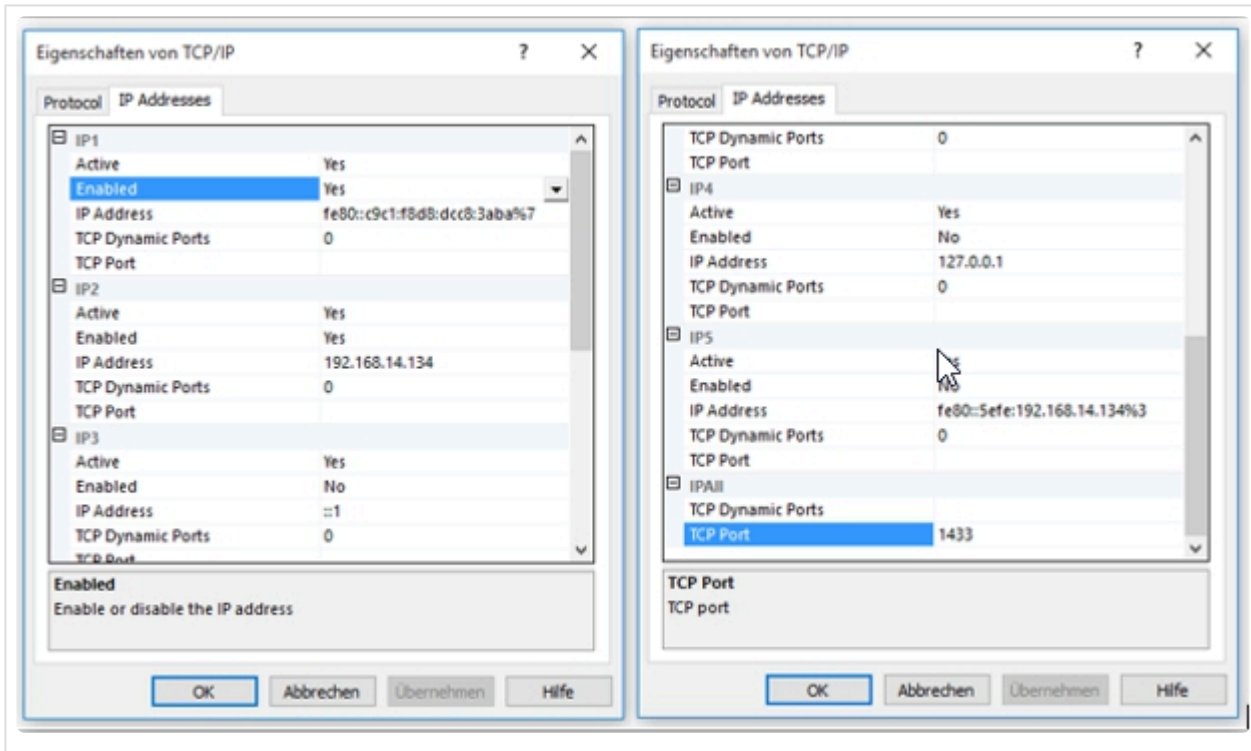 Eigenschaften von TCP/IP
Protocol IP Addresses
IP1
Active Yes
Enabled Yes
IP Address fe80::c9c1:f8d8:dcc8:3aba%7
TCP Dynamic Ports 0
TCP Port
IP2
Active Yes
Enabled Yes
IP Address 192.168.14.134
TCP Dynamic Ports 0
TCP Port
IP3
Active Yes
Enabled No
IP Address ::1
TCP Dynamic Ports 0
TCP Port
Enabled
Enable or disable the IP address
OK Abbrechen Übernehmen Hilfe
Eigenschaften von TCP/IP
Protocol IP Addresses
TCP Dynamic Ports 0
TCP Port
IP4
Active Yes
Enabled No
IP Address 127.0.0.1
TCP Dynamic Ports 0
TCP Port
IP5
Active Yes
Enabled No
IP Address fe80::5efe:192.168.14.134%3
TCP Dynamic Ports 0
TCP Port
IPAll
TCP Dynamic Ports
TCP Port 1433
TCP Port
TCP port
OK Abbrechen Übernehmen Hilfe